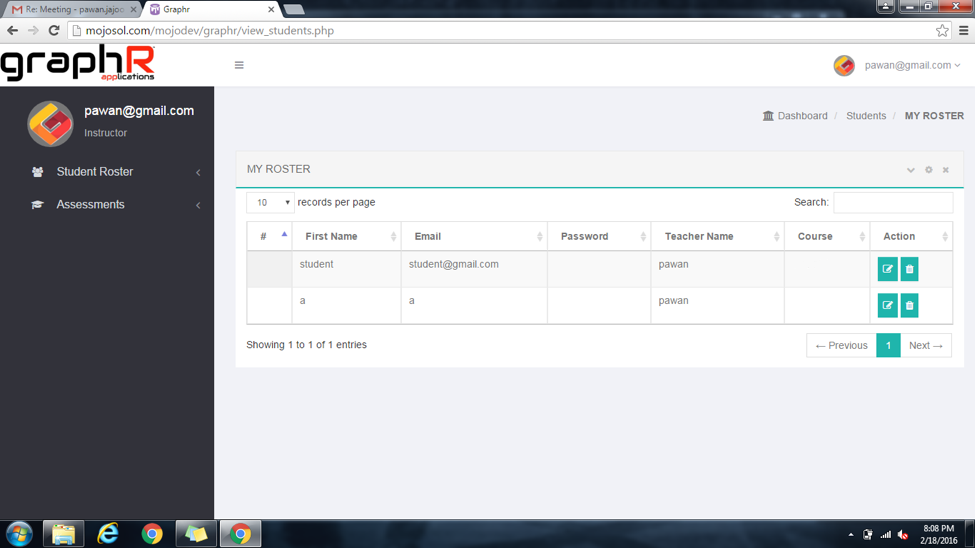 Re: Meeting - pawan.jajoo
Graphr
mojosol.com/mojodev/graphr/view_students.php
graphR
applications
pawan@gmail.com
pawan@gmail.com
Instructor
Student Roster
Assessments
Dashboard / Students / MY ROSTER
MY ROSTER
10 records per page
Search:
# First Name Email Password Teacher Name Course Action
student student@gmail.com pawan
a a pawan
Showing 1 to 1 of 1 entries
← Previous 1 Next →
8:08 PM
2/18/2016